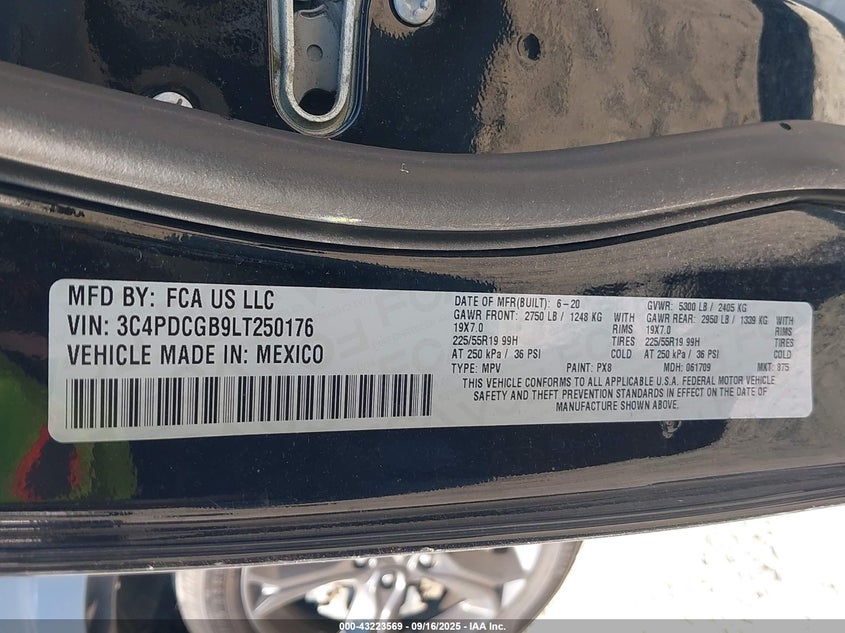 MFD BY: FCA US LLC
VIN: 3C4PDCGB9LT250176
VEHICLE MADE IN: MEXICO
DATE OF MFR(BUILT): 6-20 GVWR: 5300 LB / 2405 KG
GAWR FRONT: 2750 LB / 1248 KG WITH GAWR REAR: 2950 LB / 1339 KG WITH
19X7.0 RIMS 19X7.0 RIMS
225/55R19 99H TIRES 225/55R19 99H TIRES
AT 250 kPa / 36 PSI COLD AT 250 kPa / 36 PSI COLD
TYPE: MPV PAINT: PX8 MDH: 061709 MKT: 875
THIS VEHICLE CONFORMS TO ALL APPLICABLE U.S.A. FEDERAL MOTOR VEHICLE
SAFETY AND THEFT PREVENTION STANDARDS IN EFFECT ON THE DATE OF
MANUFACTURE SHOWN ABOVE.
000-43223569 - 09/16/2025 - IAA Inc.